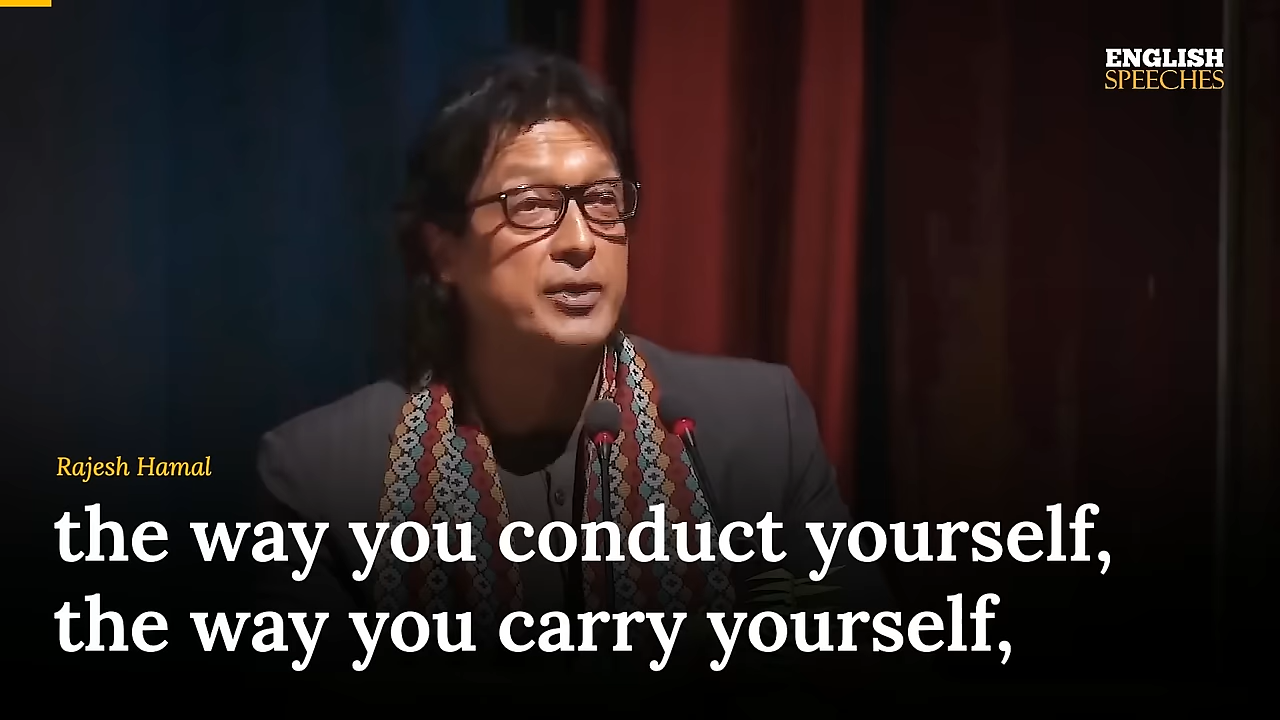 ENGLISH
SPEECHES
Rajesh Hamal
the way you conduct yourself,
the way you carry yourself,